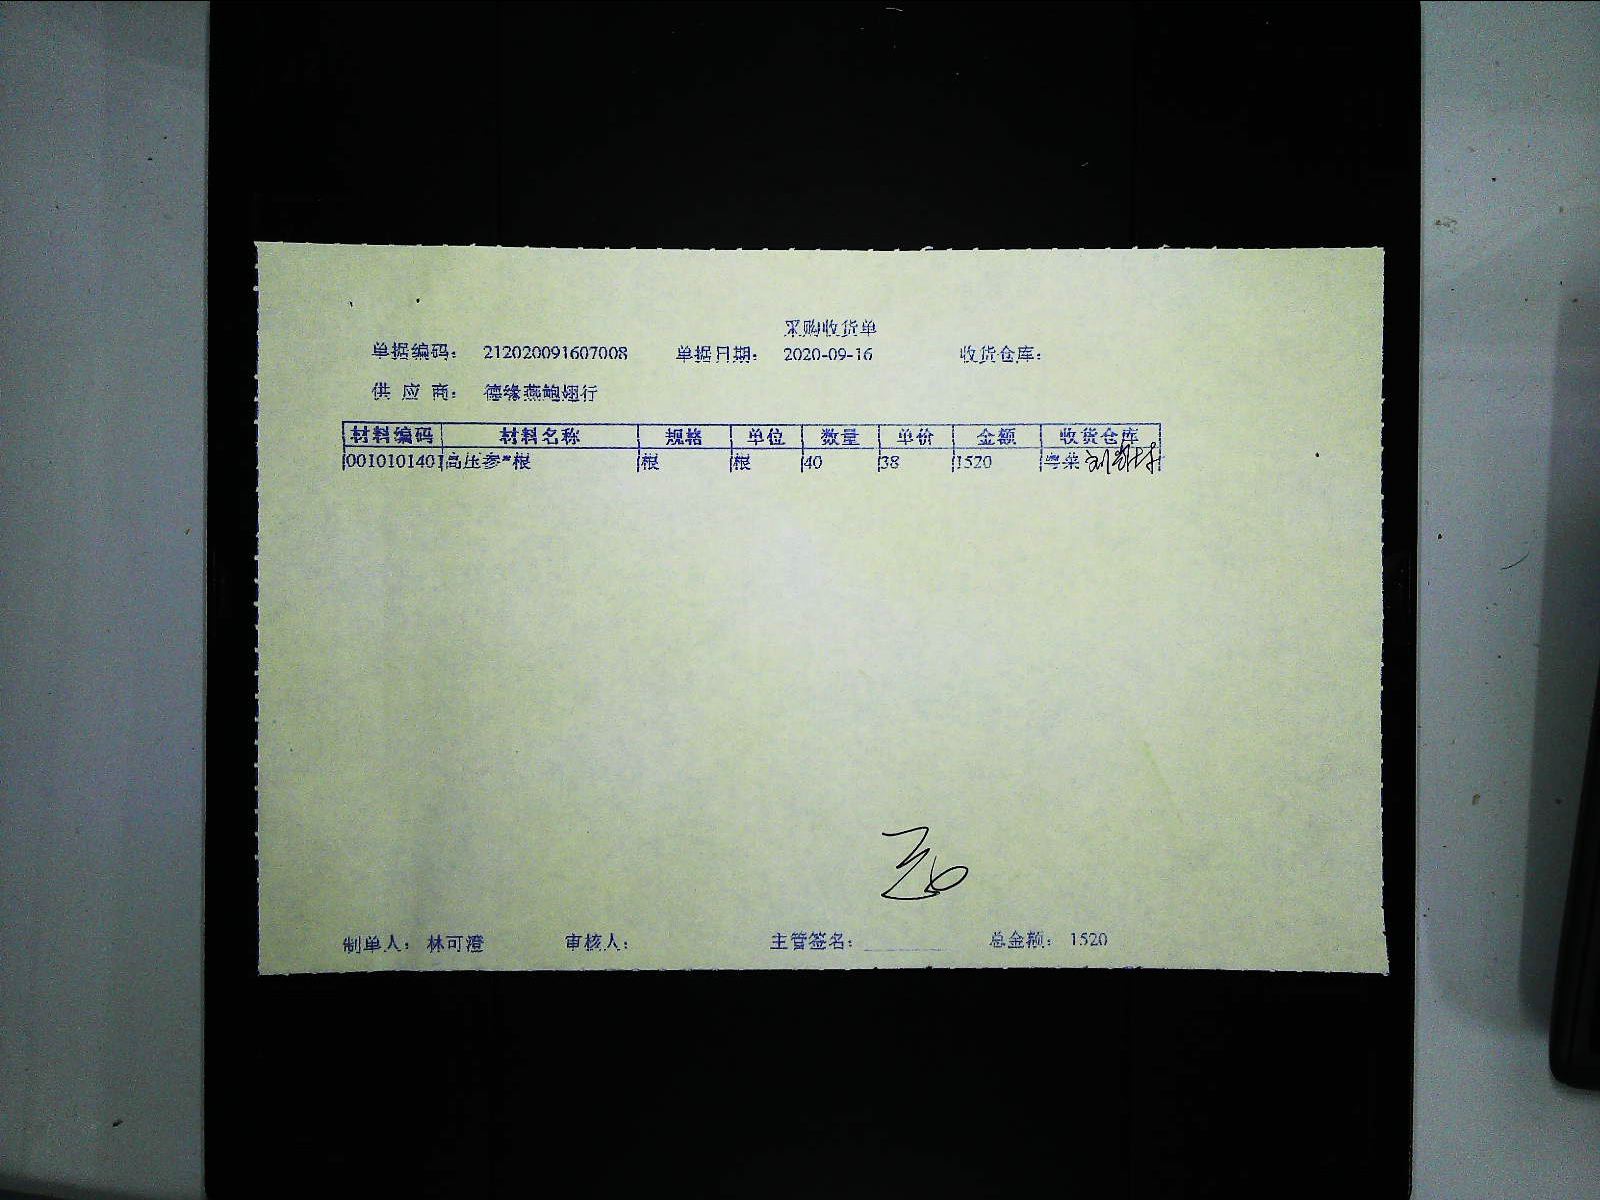 采购收货单
单据编码： 212020091607008 单据日期： 2020-09-16 收货仓库：
供 应 商： 德缘燕鲍翅行
材料编码 材料名称 规格 单位 数量 单价 金额 收货仓库
0010101401 高压参*根 根 根 40 38 1520 粤菜
制单人： 林可澄 审核人： 主管签名： 总金额： 1520